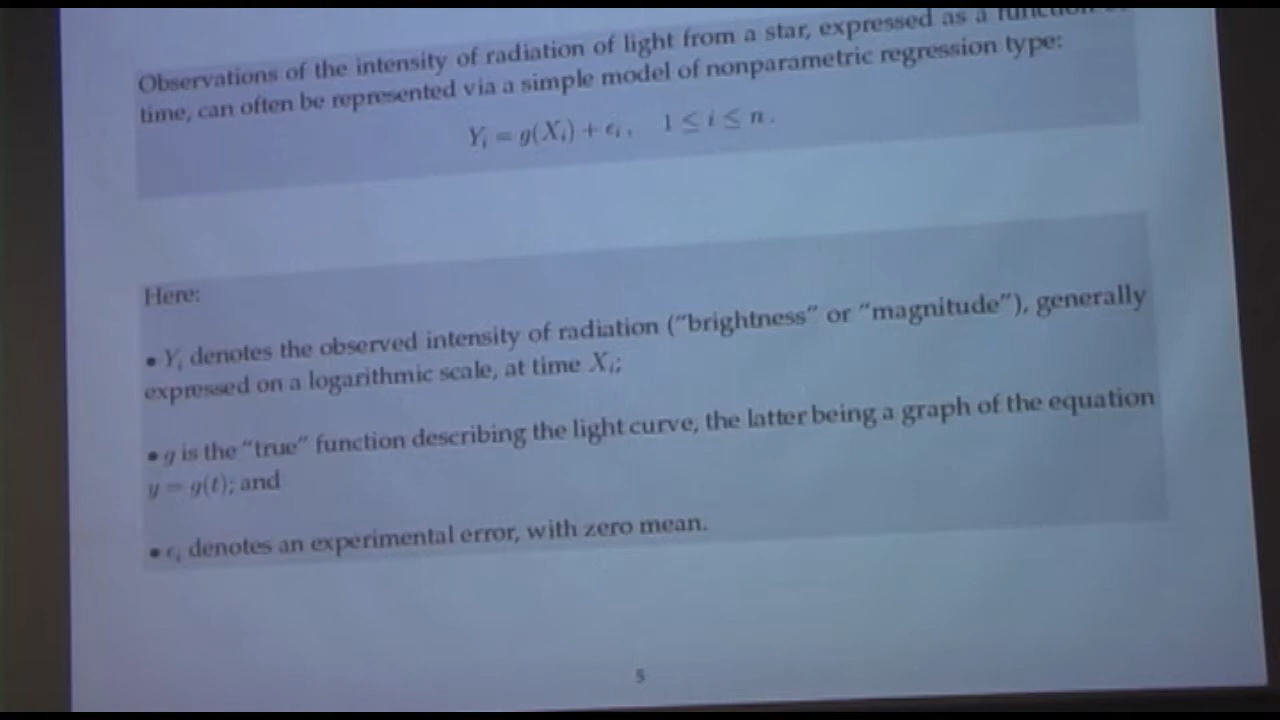 Observations of the intensity of radiation of light from a star, expressed as a function
time, can often be represented via a simple model of nonparametric regression type:
Yᵢ = g(Xᵢ) + ϵᵢ , 1 ≤ i ≤ n .
Here:
• Yᵢ denotes the observed intensity of radiation (“brightness” or “magnitude”), generally
expressed on a logarithmic scale, at time Xᵢ;
• g is the “true” function describing the light curve, the latter being a graph of the equation
y = g(t); and
• ϵᵢ denotes an experimental error, with zero mean.
5